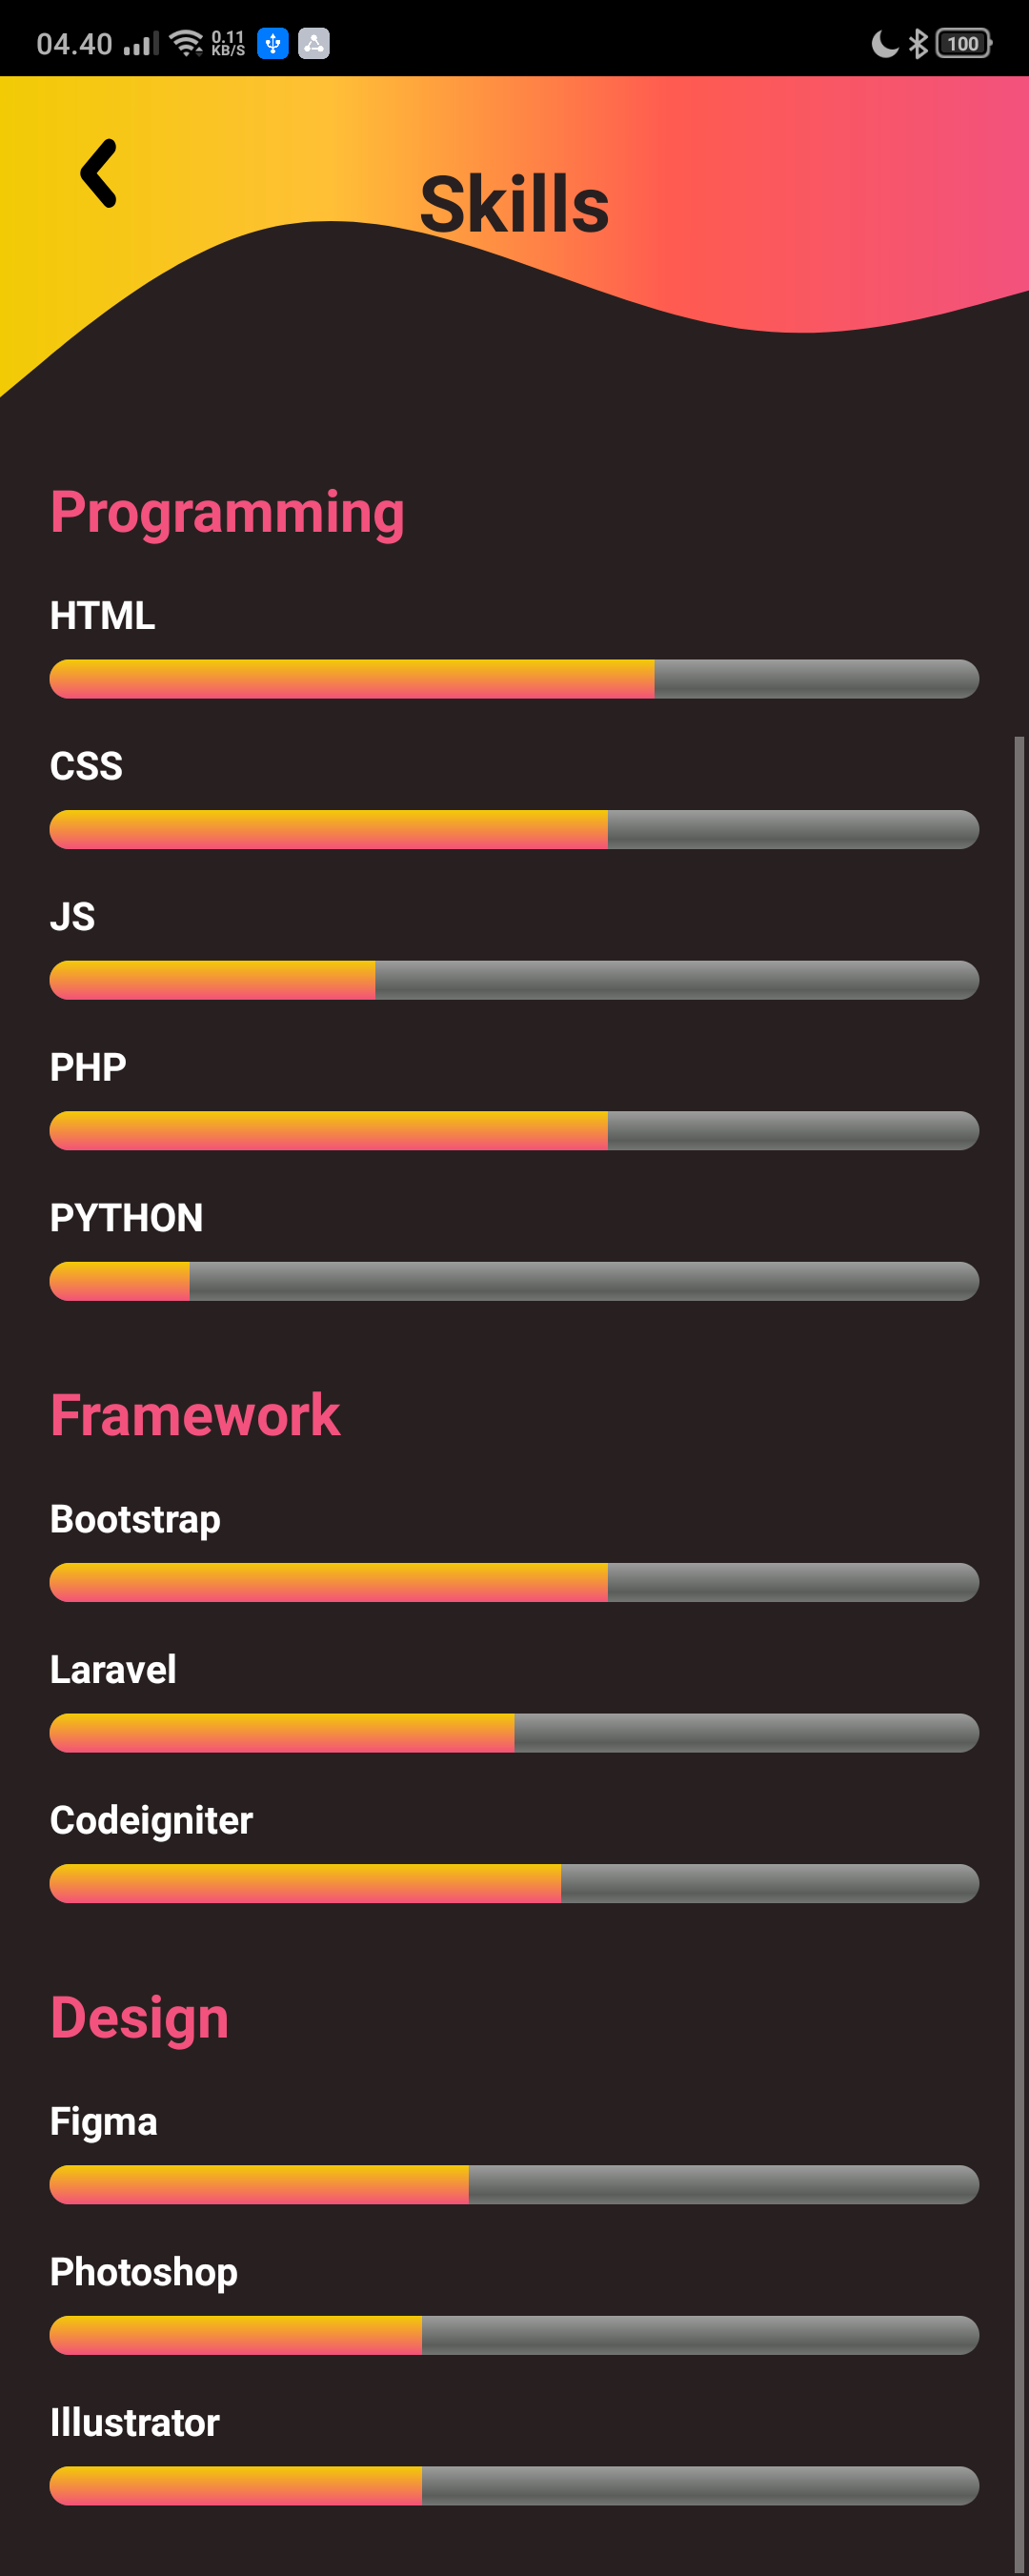 04.40 0.11 KB/S 100
Skills
Programming
HTML
CSS
JS
PHP
PYTHON
Framework
Bootstrap
Laravel
Codeigniter
Design
Figma
Photoshop
Illustrator